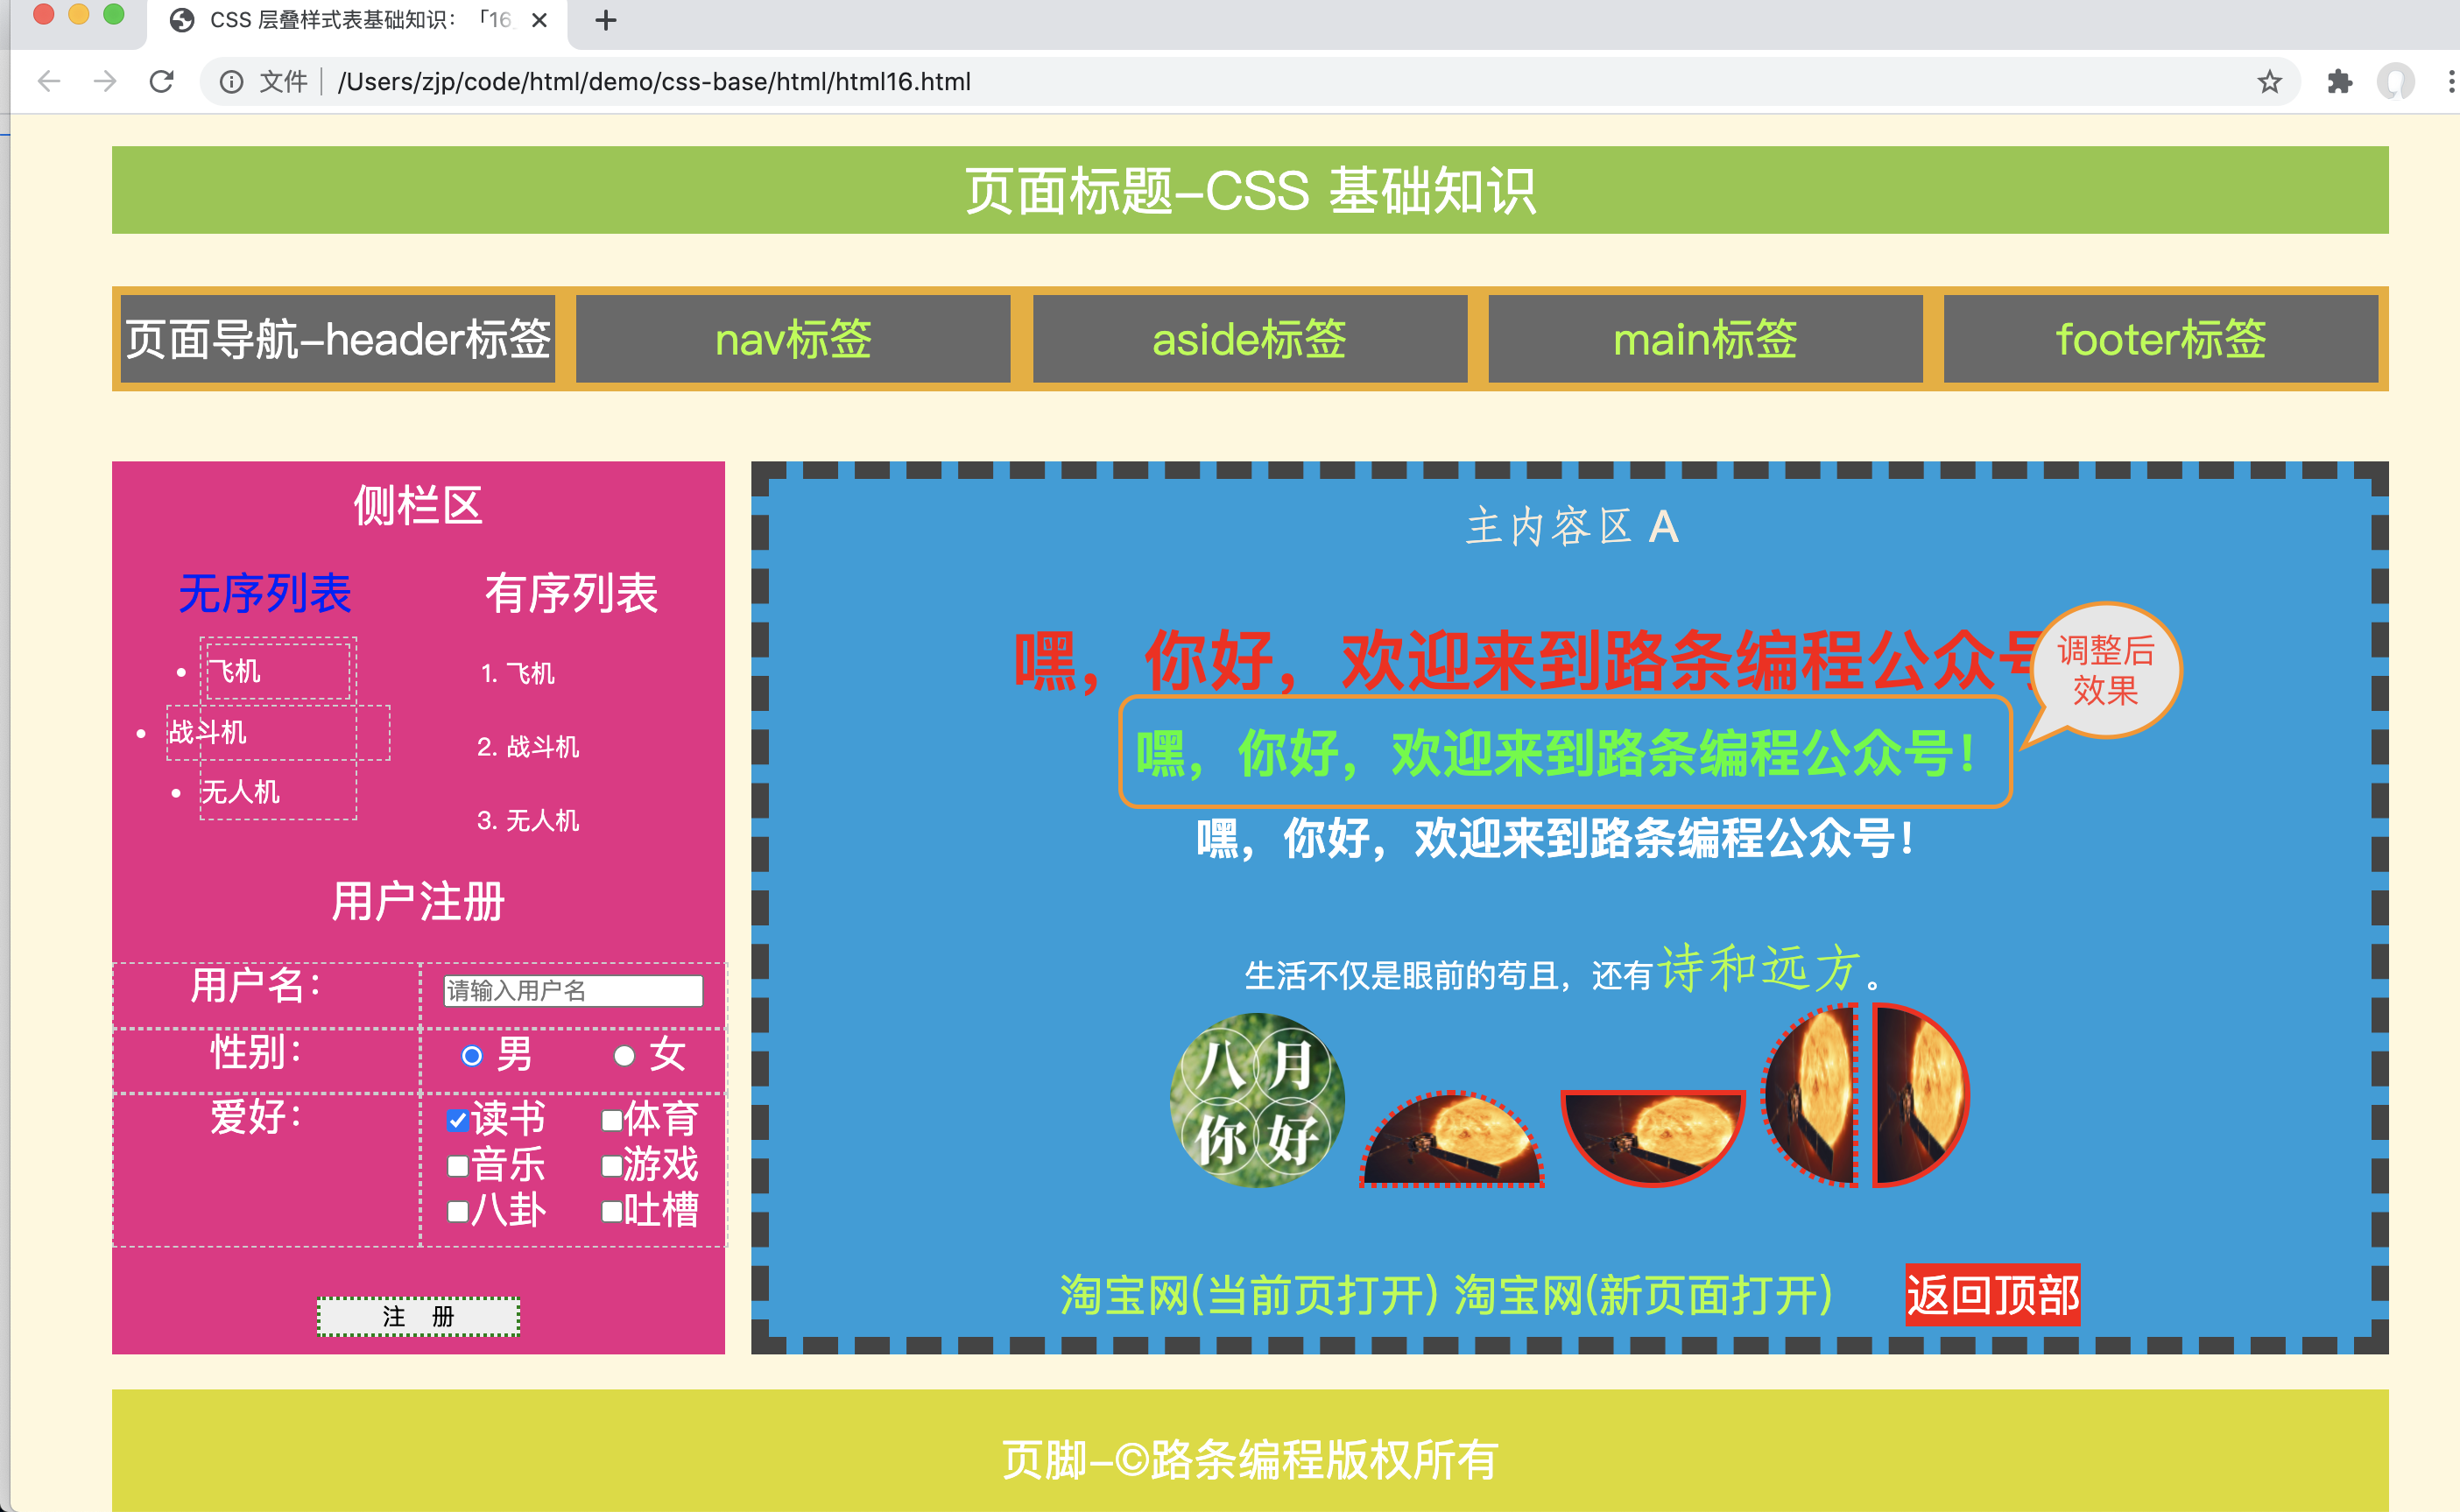 CSS 层叠样式表基础知识：「16
文件 /Users/zjp/code/html/demo/css-base/html/html16.html
页面标题-CSS 基础知识
页面导航-header标签 nav标签 aside标签 main标签 footer标签
侧栏区
无序列表 有序列表
飞机
战斗机
无人机
1. 飞机
2. 战斗机
3. 无人机
用户注册
用户名：
请输入用户名
性别：
男 女
爱好：
读书 体育
音乐 游戏
八卦 吐槽
注 册
主内容区 A
嘿，你好，欢迎来到路条编程公众号
调整后
效果
嘿，你好，欢迎来到路条编程公众号！
嘿，你好，欢迎来到路条编程公众号！
生活不仅是眼前的苟且，还有诗和远方。
八月
你好
淘宝网(当前页打开) 淘宝网(新页面打开) 返回顶部
页脚-©路条编程版权所有